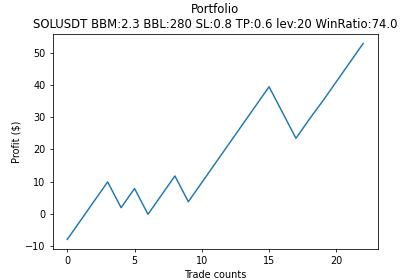 Portfolio
SOLUSDT BBM:2.3 BBL:280 SL:0.8 TP:0.6 lev:20 WinRatio:74.0
50
40
30
20
10
0
−10
Profit ($)
0 5 10 15 20
Trade counts